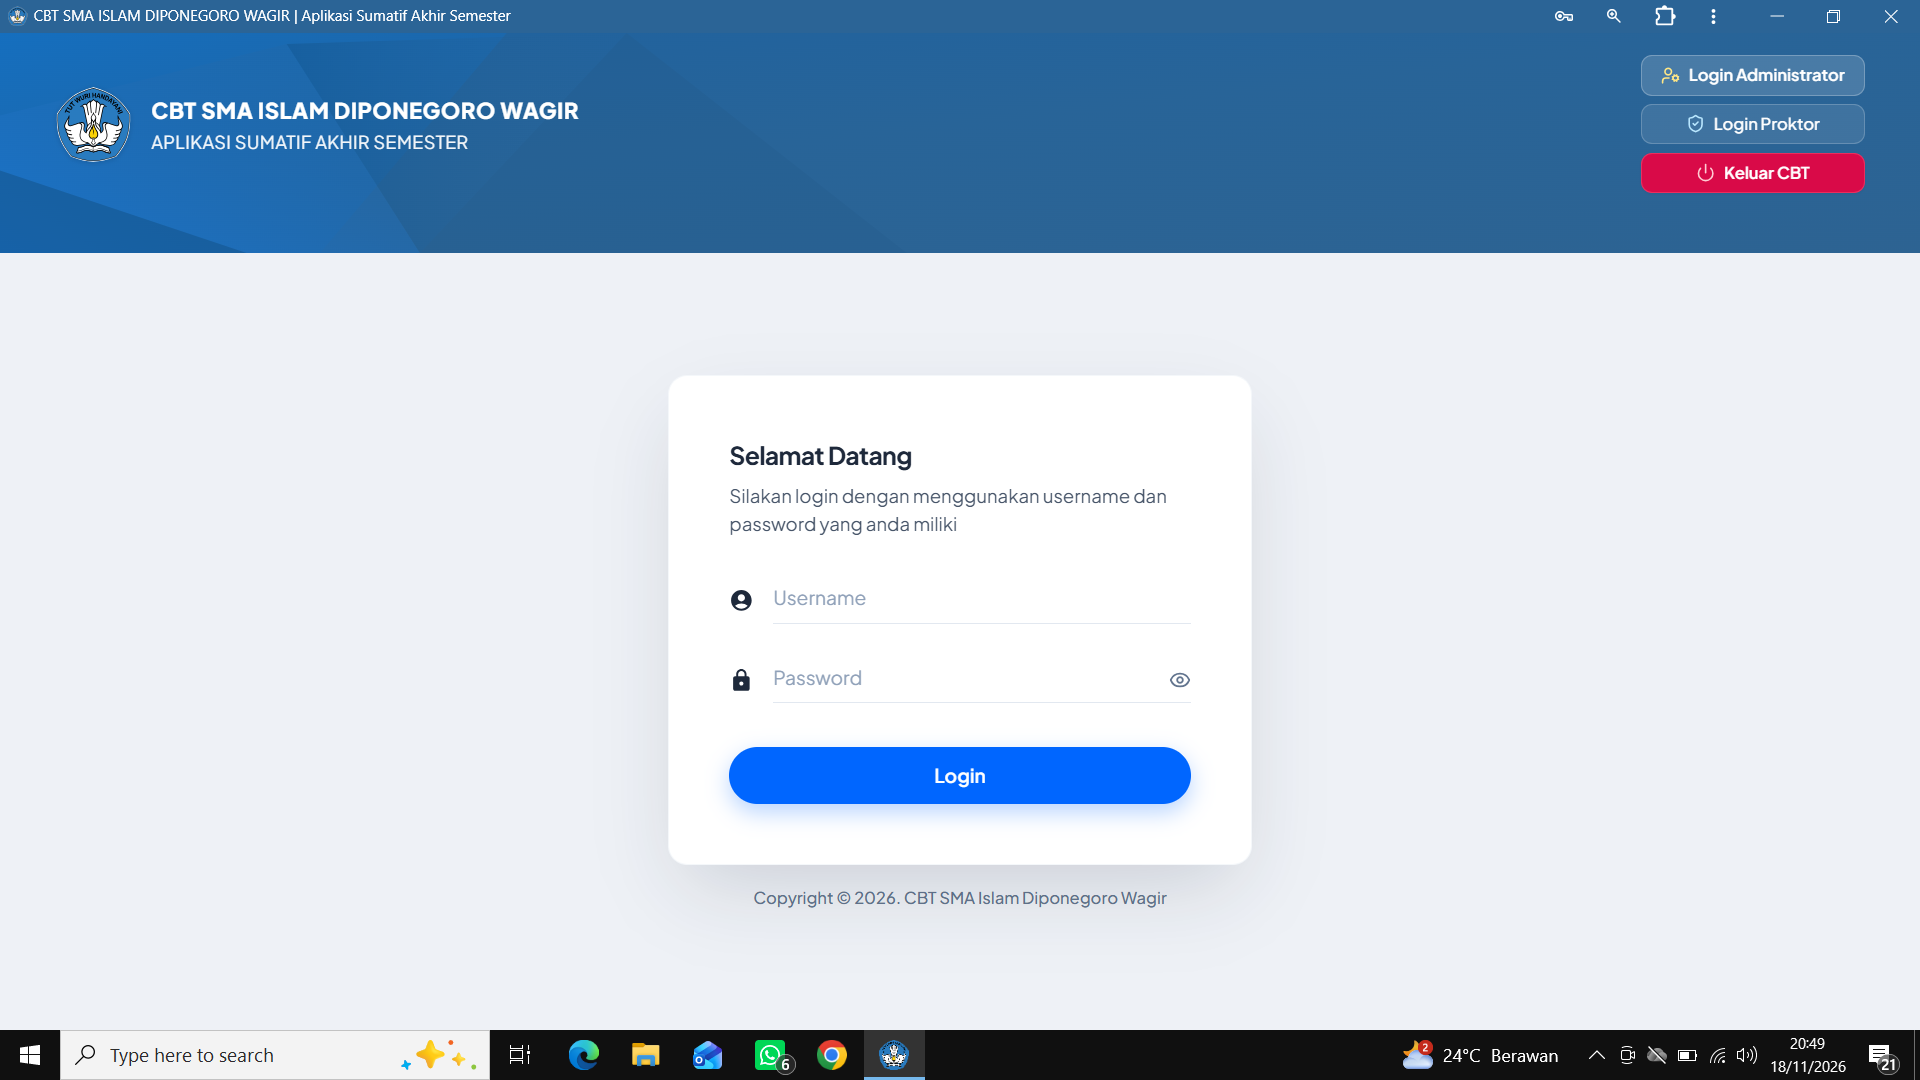 CBT SMA ISLAM DIPONEGORO WAGIR | Aplikasi Sumatif Akhir Semester
TUT WURI HANDAYANI
CBT SMA ISLAM DIPONEGORO WAGIR
APLIKASI SUMATIF AKHIR SEMESTER
Login Administrator
Login Proktor
Keluar CBT
Selamat Datang
Silakan login dengan menggunakan username dan
password yang anda miliki
Username
Password
Login
Copyright © 2026. CBT SMA Islam Diponegoro Wagir
Type here to search
6
2
24°C Berawan
20:49
18/11/2026
21